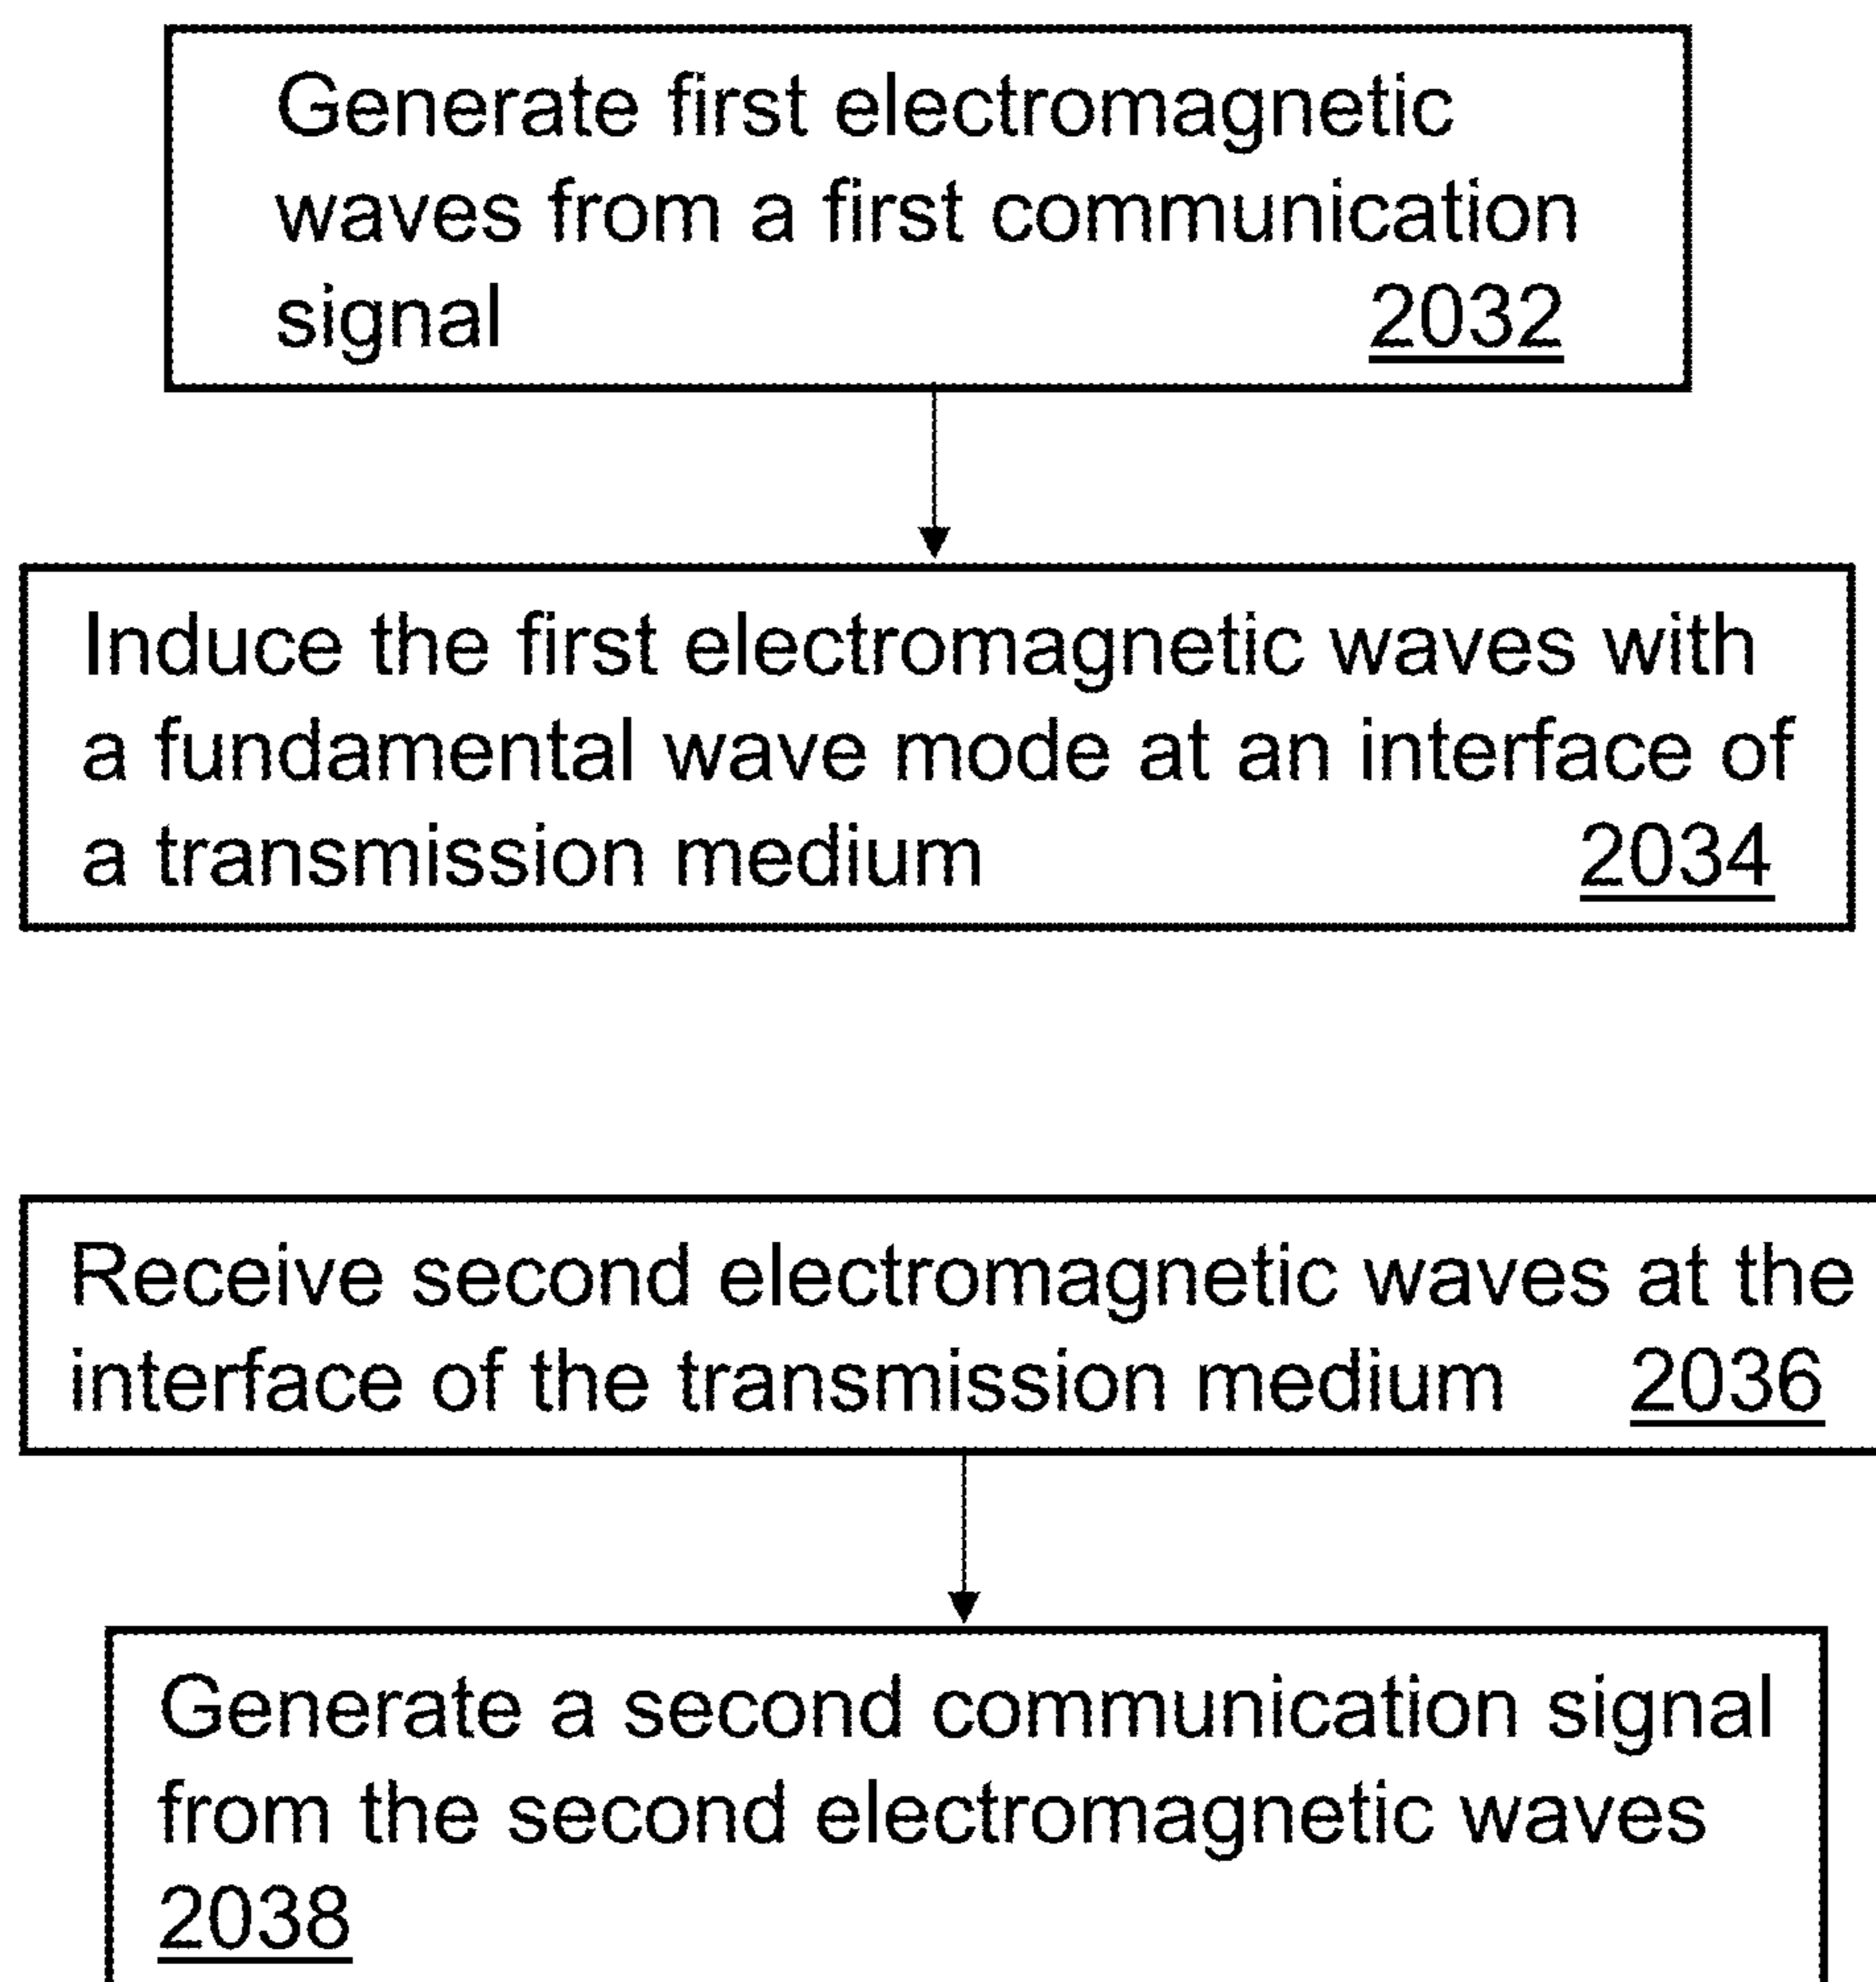 Generate first electromagnetic
waves from a first communication
signal 2032
Induce the first electromagnetic waves with
a fundamental wave mode at an interface of
a transmission medium 2034
Receive second electromagnetic waves at the
interface of the transmission medium 2036
Generate a second communication signal
from the second electromagnetic waves
2038